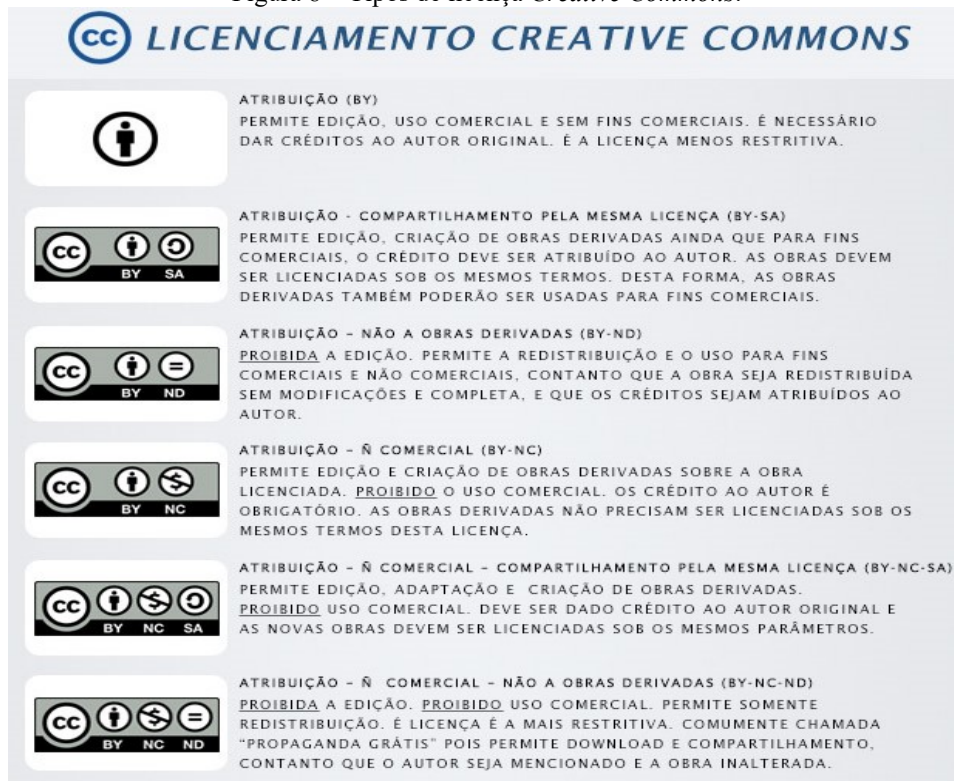 Figura 8 – Tipos de licença Creative Commons.
cc LICENCIAMENTO CREATIVE COMMONS
ATRIBUIÇÃO (BY)
PERMITE EDIÇÃO, USO COMERCIAL E SEM FINS COMERCIAIS. É NECESSÁRIO
DAR CRÉDITOS AO AUTOR ORIGINAL. É A LICENÇA MENOS RESTRITIVA.
cc BY SA
ATRIBUIÇÃO - COMPARTILHAMENTO PELA MESMA LICENÇA (BY-SA)
PERMITE EDIÇÃO, CRIAÇÃO DE OBRAS DERIVADAS AINDA QUE PARA FINS
COMERCIAIS, O CRÉDITO DEVE SER ATRIBUÍDO AO AUTOR. AS OBRAS DEVEM
SER LICENCIADAS SOB OS MESMOS TERMOS. DESTA FORMA, AS OBRAS
DERIVADAS TAMBÉM PODERÃO SER USADAS PARA FINS COMERCIAIS.
cc BY ND
ATRIBUIÇÃO – NÃO A OBRAS DERIVADAS (BY-ND)
PROIBIDA A EDIÇÃO. PERMITE A REDISTRIBUIÇÃO E O USO PARA FINS
COMERCIAIS E NÃO COMERCIAIS, CONTANTO QUE A OBRA SEJA REDISTRIBUÍDA
SEM MODIFICAÇÕES E COMPLETA, E QUE OS CRÉDITOS SEJAM ATRIBUÍDOS AO
AUTOR.
cc BY NC
ATRIBUIÇÃO – Ñ COMERCIAL (BY-NC)
PERMITE EDIÇÃO E CRIAÇÃO DE OBRAS DERIVADAS SOBRE A OBRA
LICENCIADA. PROIBIDO O USO COMERCIAL. OS CRÉDITO AO AUTOR É
OBRIGATÓRIO. AS OBRAS DERIVADAS NÃO PRECISAM SER LICENCIADAS SOB OS
MESMOS TERMOS DESTA LICENÇA.
cc BY NC SA
ATRIBUIÇÃO – Ñ COMERCIAL – COMPARTILHAMENTO PELA MESMA LICENÇA (BY-NC-SA)
PERMITE EDIÇÃO, ADAPTAÇÃO E CRIAÇÃO DE OBRAS DERIVADAS.
PROIBIDO USO COMERCIAL. DEVE SER DADO CRÉDITO AO AUTOR ORIGINAL E
AS NOVAS OBRAS DEVEM SER LICENCIADAS SOB OS MESMOS PARÂMETROS.
cc BY NC ND
ATRIBUIÇÃO – Ñ COMERCIAL – NÃO A OBRAS DERIVADAS (BY-NC-ND)
PROIBIDA A EDIÇÃO. PROIBIDO USO COMERCIAL. PERMITE SOMENTE
REDISTRIBUIÇÃO. É LICENÇA É A MAIS RESTRITIVA. COMUMENTE CHAMADA
“PROPAGANDA GRÁTIS” POIS PERMITE DOWNLOAD E COMPARTILHAMENTO,
CONTANTO QUE O AUTOR SEJA MENCIONADO E A OBRA INALTERADA.